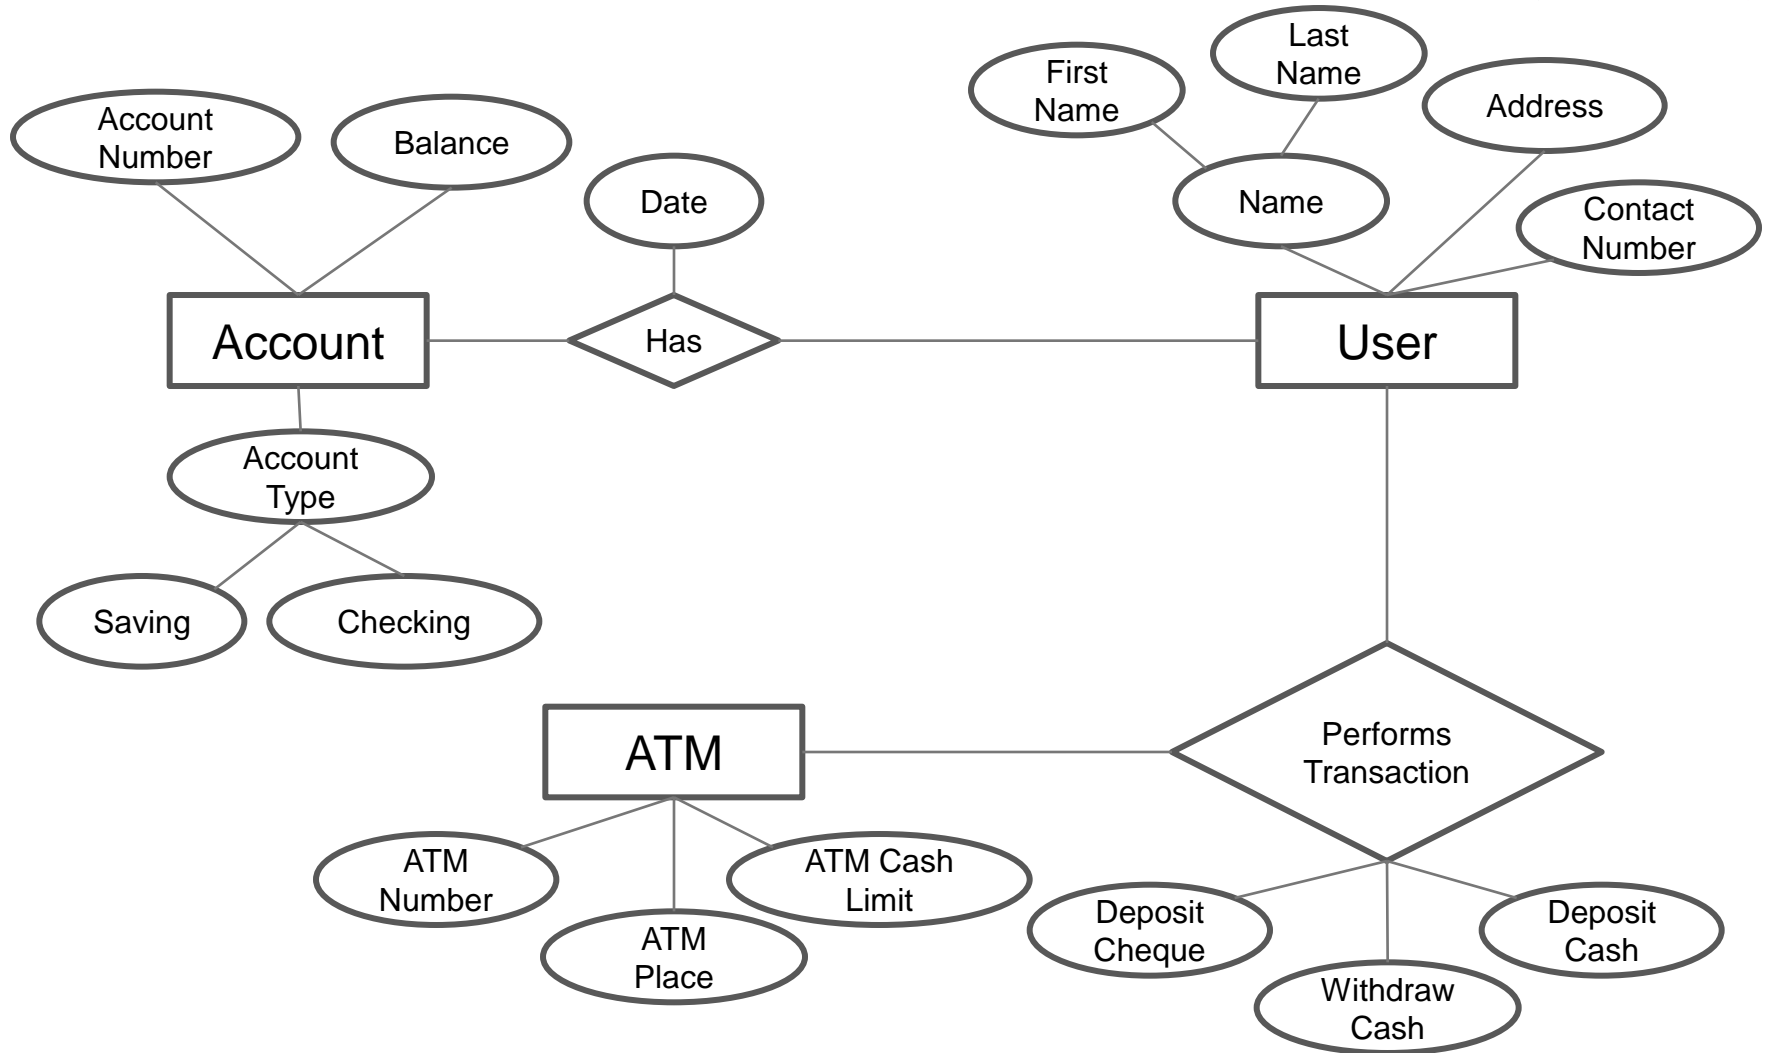 Last
Name
First
Name
Address
Account
Number
Balance
Date
Name
Contact
Number
Account
Has
User
Account
Type
Saving
Checking
ATM
Performs
Transaction
ATM
Number
ATM Cash
Limit
ATM
Place
Deposit
Cheque
Deposit
Cash
Withdraw
Cash